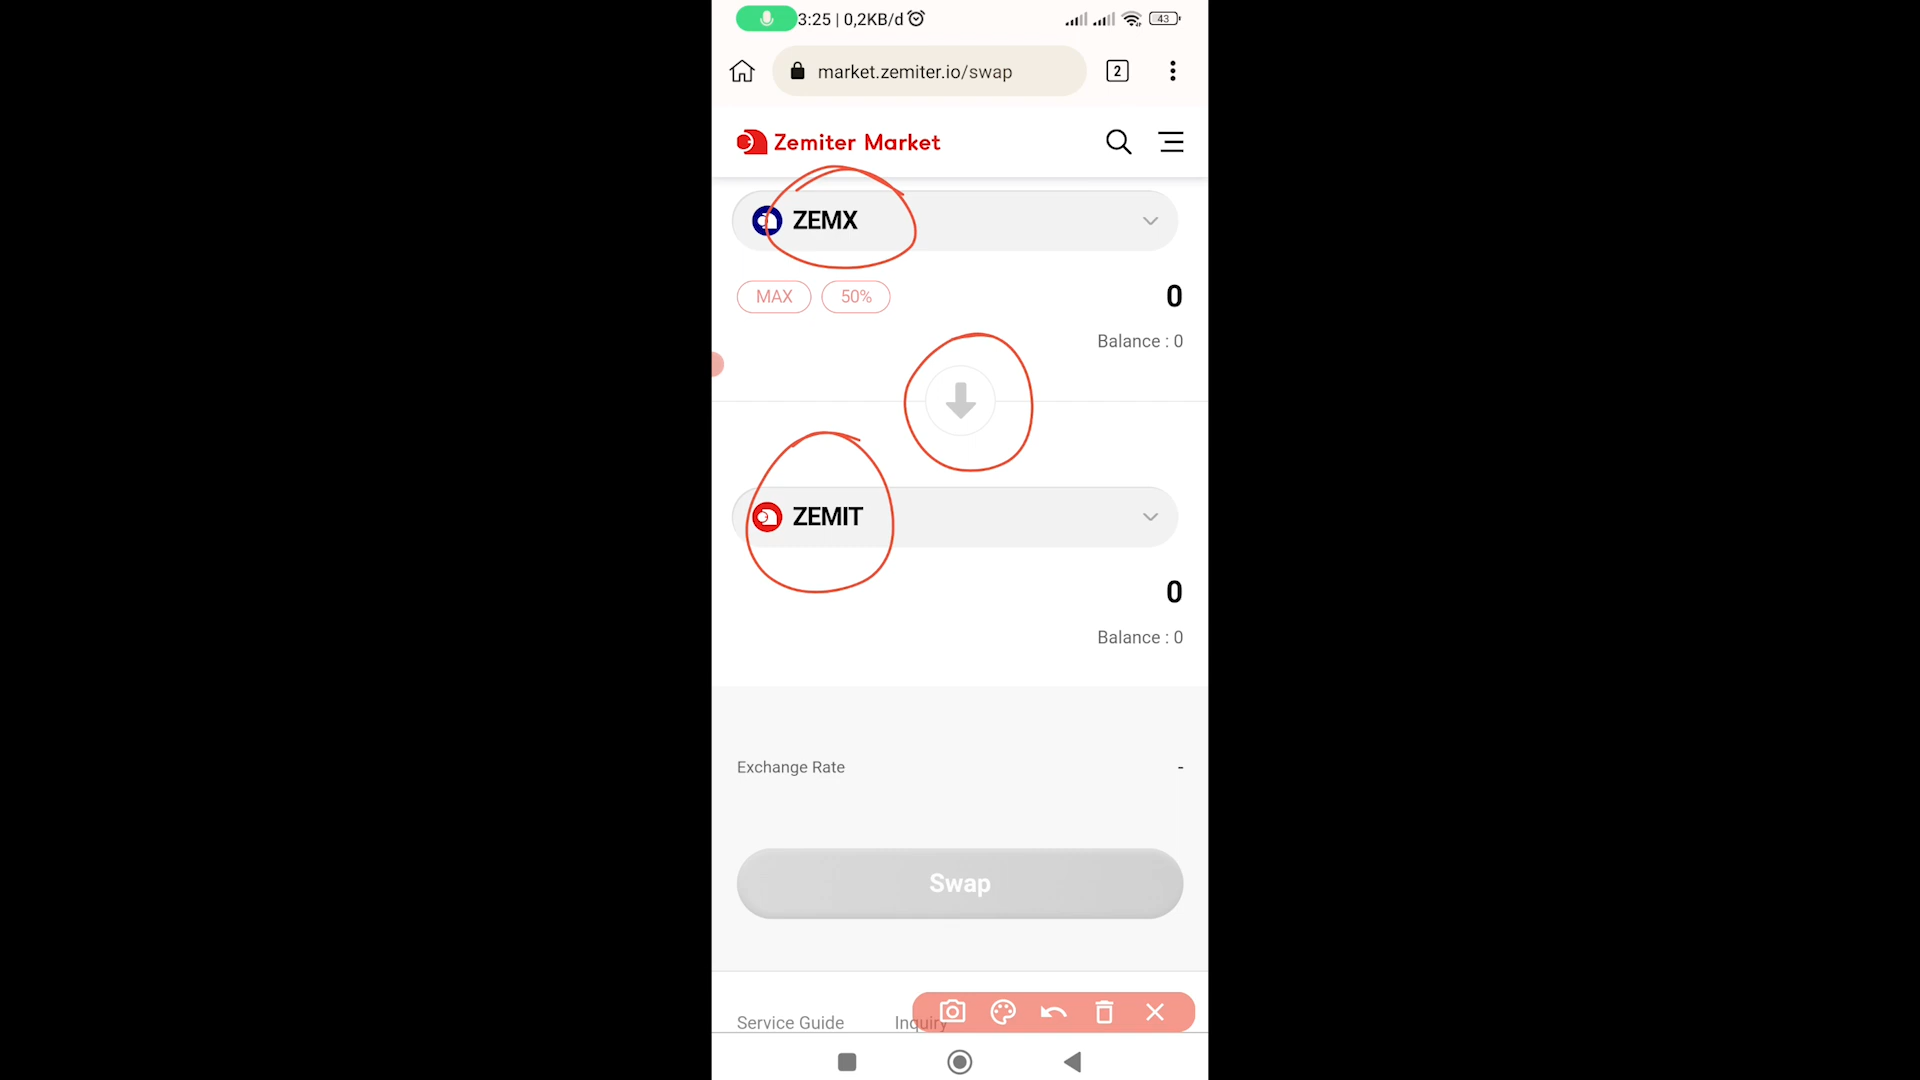 3:25 | 0,2KB/d 43
market.zemiter.io/swap 2
Zemiter Market
ZEMX
MAX 50% 0
Balance : 0
ZEMIT
0
Balance : 0
Exchange Rate -
Swap
Service Guide Inquiry